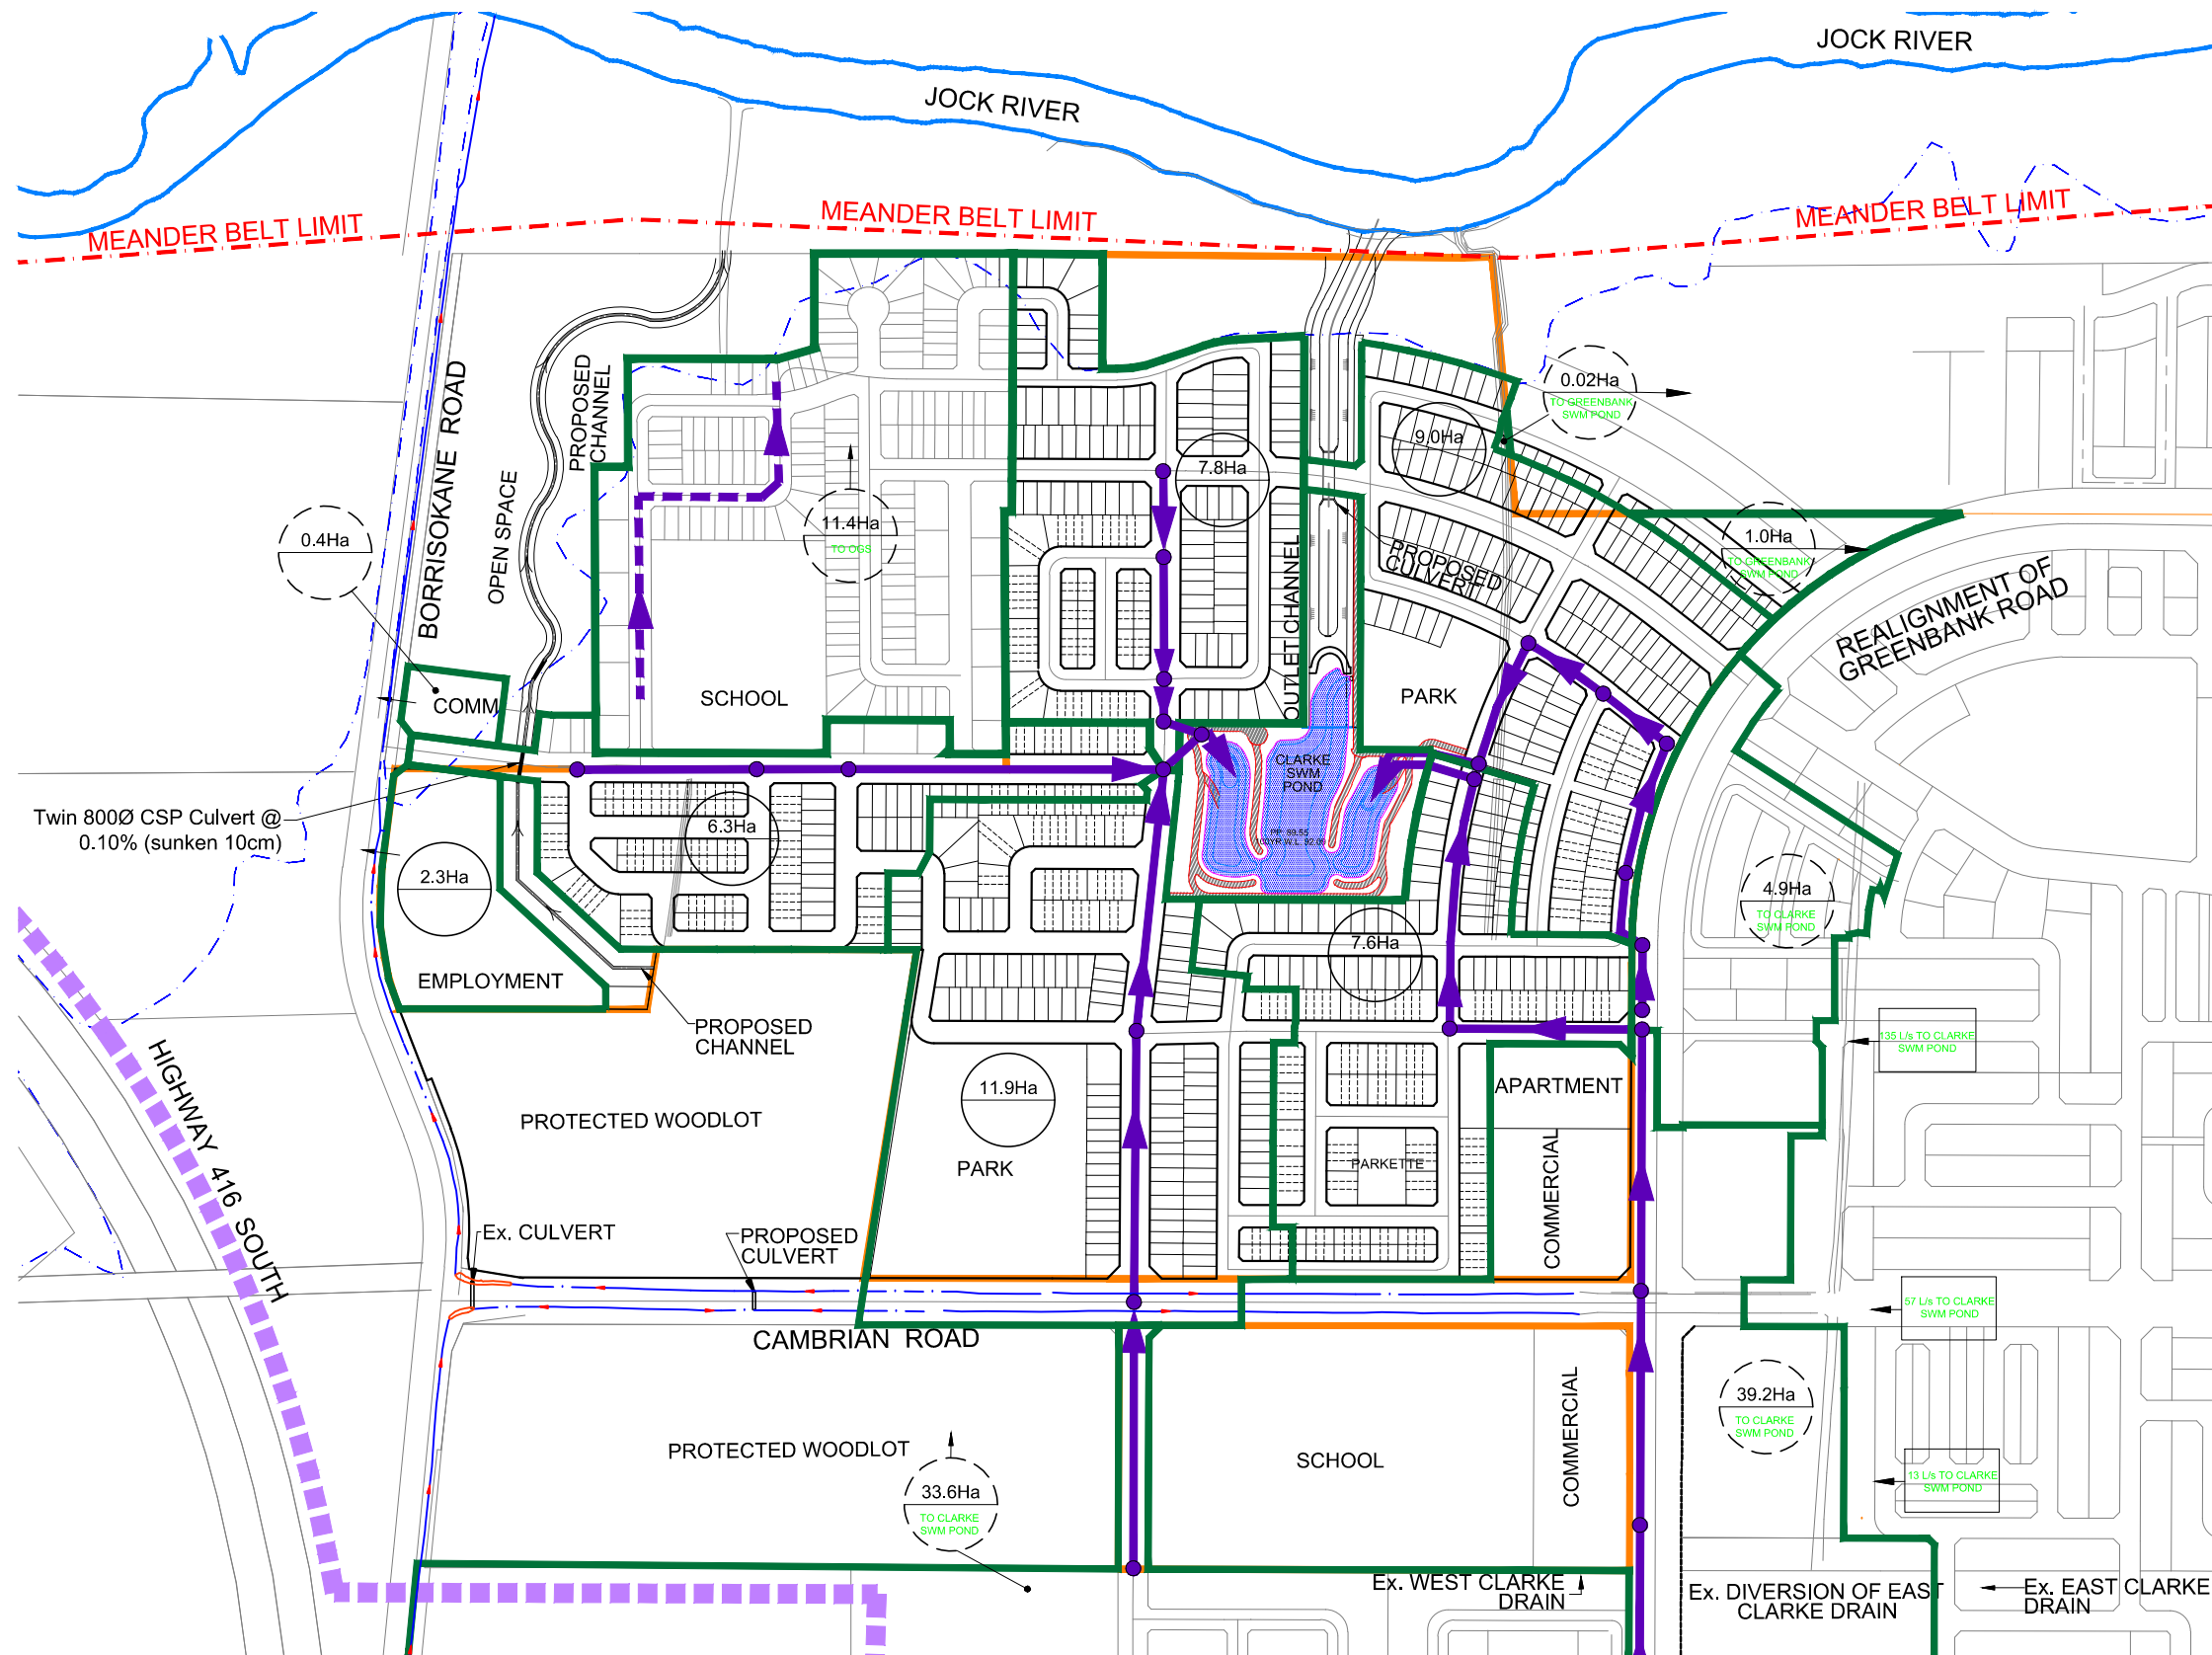 JOCK RIVER
JOCK RIVER
MEANDER BELT LIMIT
MEANDER BELT LIMIT
MEANDER BELT LIMIT
BORRISOKANE ROAD
OPEN SPACE
PROPOSED
CHANNEL
0.02Ha
TO GREENBANK
SWM POND
9.0Ha
7.8Ha
11.4Ha
TO OGS
0.4Ha
1.0Ha
TO GREENBANK
SWM POND
PROPOSED
CULVERT
OUTLET CHANNEL
REALIGNMENT OF
GREENBANK ROAD
SCHOOL
PARK
COMM
CLARKE
SWM
POND
Twin 800Ø CSP Culvert @
0.10% (sunken 10cm)
6.3Ha
2.3Ha
4.9Ha
TO CLARKE
SWM POND
7.6Ha
EMPLOYMENT
PROPOSED
CHANNEL
135 L/s TO CLARKE
SWM POND
HIGHWAY 416 SOUTH
11.9Ha
APARTMENT
PROTECTED WOODLOT
PARK
PARKETTE
COMMERCIAL
Ex. CULVERT
PROPOSED
CULVERT
57 L/s TO CLARKE
SWM POND
CAMBRIAN ROAD
39.2Ha
TO CLARKE
SWM POND
PROTECTED WOODLOT
SCHOOL
COMMERCIAL
33.6Ha
TO CLARKE
SWM POND
13 L/s TO CLARKE
SWM POND
Ex. WEST CLARKE
DRAIN
Ex. DIVERSION OF EAST
CLARKE DRAIN
Ex. EAST CLARKE
DRAIN